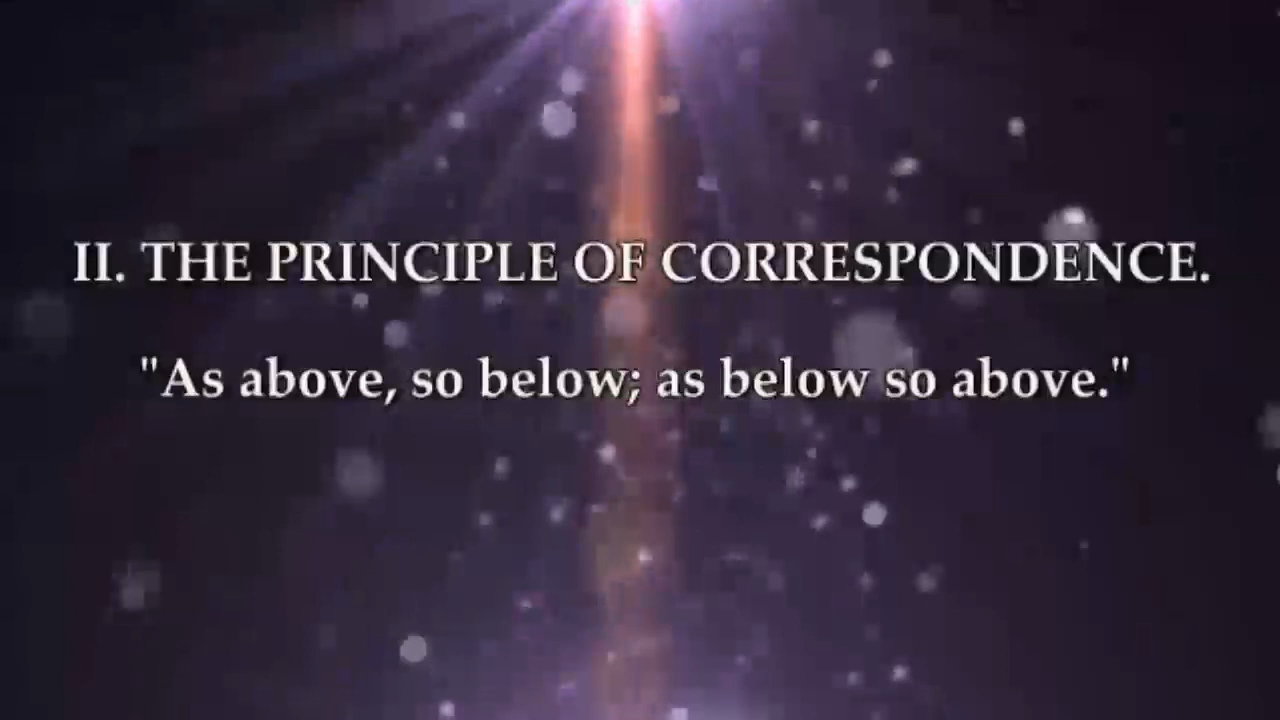 II. THE PRINCIPLE OF CORRESPONDENCE.
"As above, so below; as below so above."